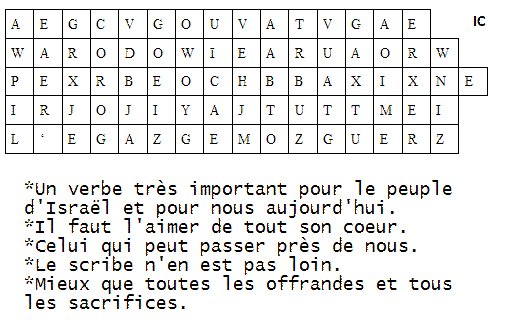 A E G C V G O U V A T V G A E IC
W A R O D O W I E A R U A O R W
P E X R B E O C H B B A X I X N E
I R J O J I Y A J T U T T M E I
L ‘ E G A Z G E M O Z G U E R Z
*Un verbe très important pour le peuple
d'Israël et pour nous aujourd'hui.
*Il faut l'aimer de tout son coeur.
*Celui qui peut passer près de nous.
*Le scribe n'en est pas loin.
*Mieux que toutes les offrandes et tous
les sacrifices.